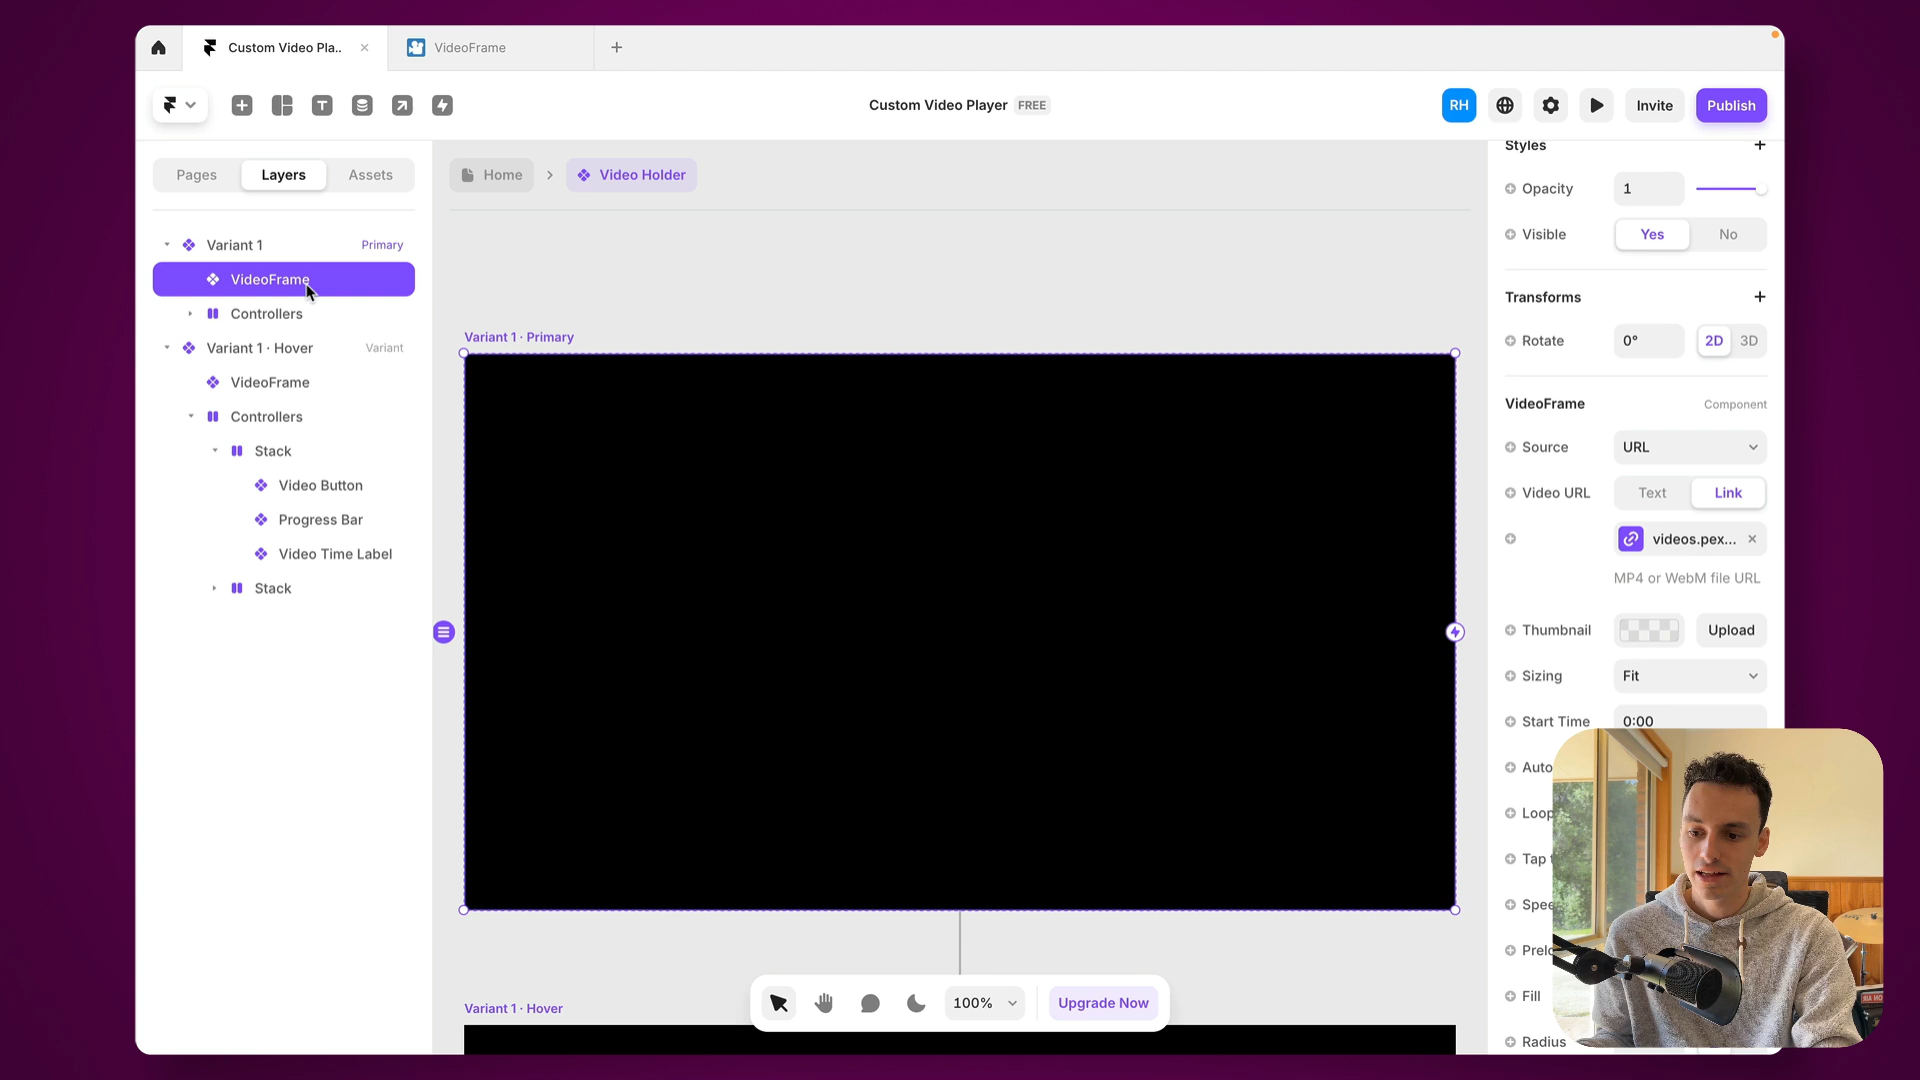 Custom Video Pla..
VideoFrame
Custom Video Player FREE
RH
Invite
Publish
Pages
Layers
Assets
Home
Video Holder
Variant 1
Primary
VideoFrame
Controllers
Variant 1 · Hover
Variant
VideoFrame
Controllers
Stack
Video Button
Progress Bar
Video Time Label
Stack
Variant 1 · Primary
Variant 1 · Hover
100%
Upgrade Now
Styles
Opacity
1
Visible
Yes
No
Transforms
Rotate
0°
2D
3D
VideoFrame
Component
Source
URL
Video URL
Text
Link
videos.pex...
MP4 or WebM file URL
Thumbnail
Upload
Sizing
Fit
Start Time
0:00
Auto
Loop
Tap t
Spee
Prelo
Fill
Radius